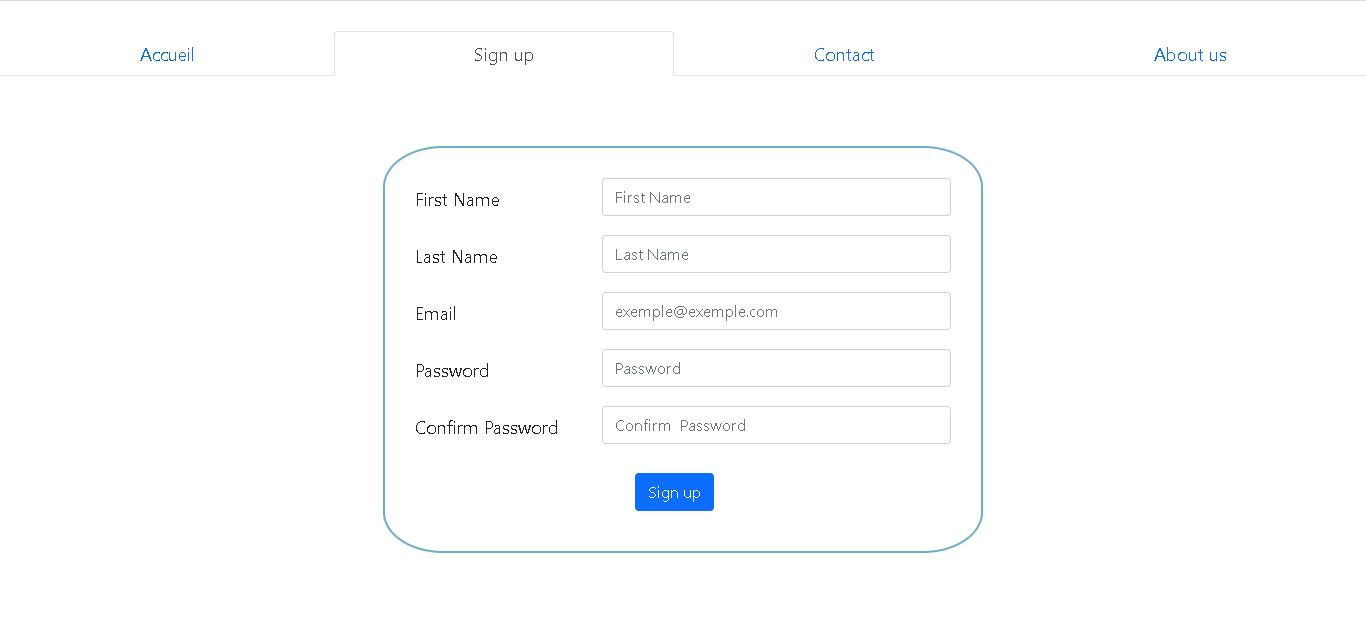 Accueil Sign up Contact About us
First Name First Name
Last Name Last Name
Email exemple@exemple.com
Password Password
Confirm Password Confirm Password
Sign up